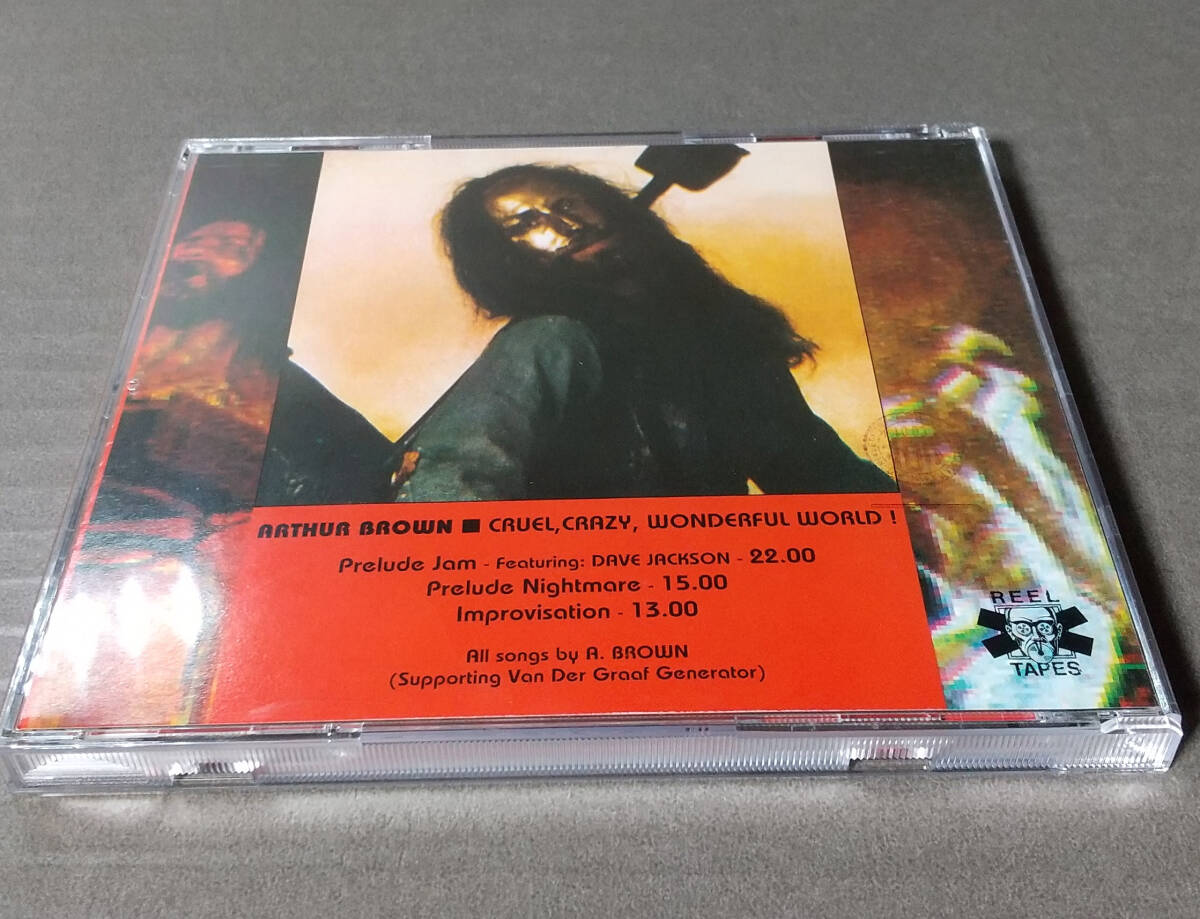 ARTHUR BROWN ■ CRUEL, CRAZY, WONDERFUL WORLD !
Prelude Jam - Featuring: DAVE JACKSON - 22.00
Prelude Nightmare - 15.00
Improvisation - 13.00
All songs by A. BROWN
(Supporting Van Der Graaf Generator)
REEL
TAPES